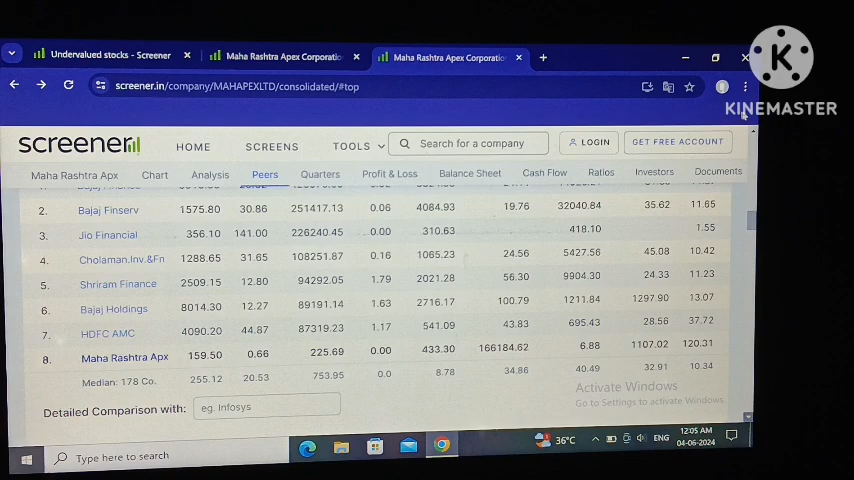 Undervalued stocks - Screener
Maha Rashtra Apex Corporation
Maha Rashtra Apex Corporatio
KINEMASTER
screener.in/company/MAHAPEXLTD/consolidated/#top
screener
HOME
SCREENS
TOOLS
Search for a company
LOGIN
GET FREE ACCOUNT
Maha Rashtra Apx Chart Analysis Peers Quarters Profit & Loss Balance Sheet Cash Flow Ratios Investors Documents
2. Bajaj Finserv 1575.80 30.86 251417.13 0.06 4084.93 19.76 32040.84 35.62 11.65
3. Jio Financial 356.10 141.00 226240.45 0.00 310.63 418.10 1.55
4. Cholaman.Inv.&Fn 1288.65 31.65 108251.87 0.16 1065.23 24.56 5427.56 45.08 10.42
5. Shriram Finance 2509.15 12.80 94292.05 1.79 2021.28 56.30 9904.30 24.33 11.23
6. Bajaj Holdings 8014.30 12.27 89191.14 1.63 2716.17 100.79 1211.84 1297.90 13.07
7. HDFC AMC 4090.20 44.87 87319.23 1.17 541.09 43.83 695.43 28.56 37.72
8. Maha Rashtra Apx 159.50 0.66 225.69 0.00 433.30 166184.62 6.88 1107.02 120.31
Median: 178 Co. 255.12 20.53 753.95 0.0 8.78 34.86 40.49 32.91 10.34
Detailed Comparison with: eg. Infosys
Activate Windows
Go to Settings to activate Windows.
Type here to search
36°C
ENG
12:05 AM
04-06-2024